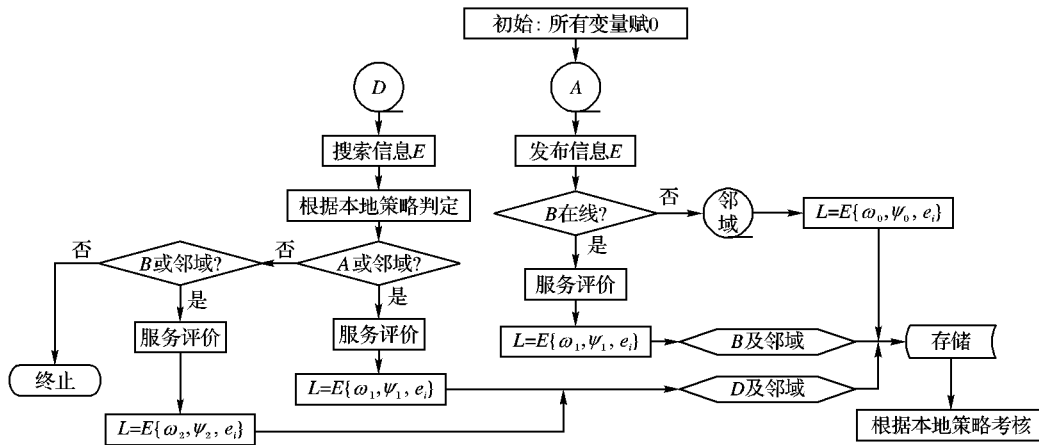 初始: 所有变量赋0
D
A
搜索信息E
发布信息E
根据本地策略判定
B在线?
否
邻域
L=E{ω₀, ψ₀, eᵢ}
是
否
B或邻域?
否
A或邻域?
服务评价
是
是
服务评价
服务评价
L=E{ω₁, ψ₁, eᵢ}
B及邻域
存储
终止
L=E{ω₁, ψ₁, eᵢ}
D及邻域
L=E{ω₂, ψ₂, eᵢ}
根据本地策略考核